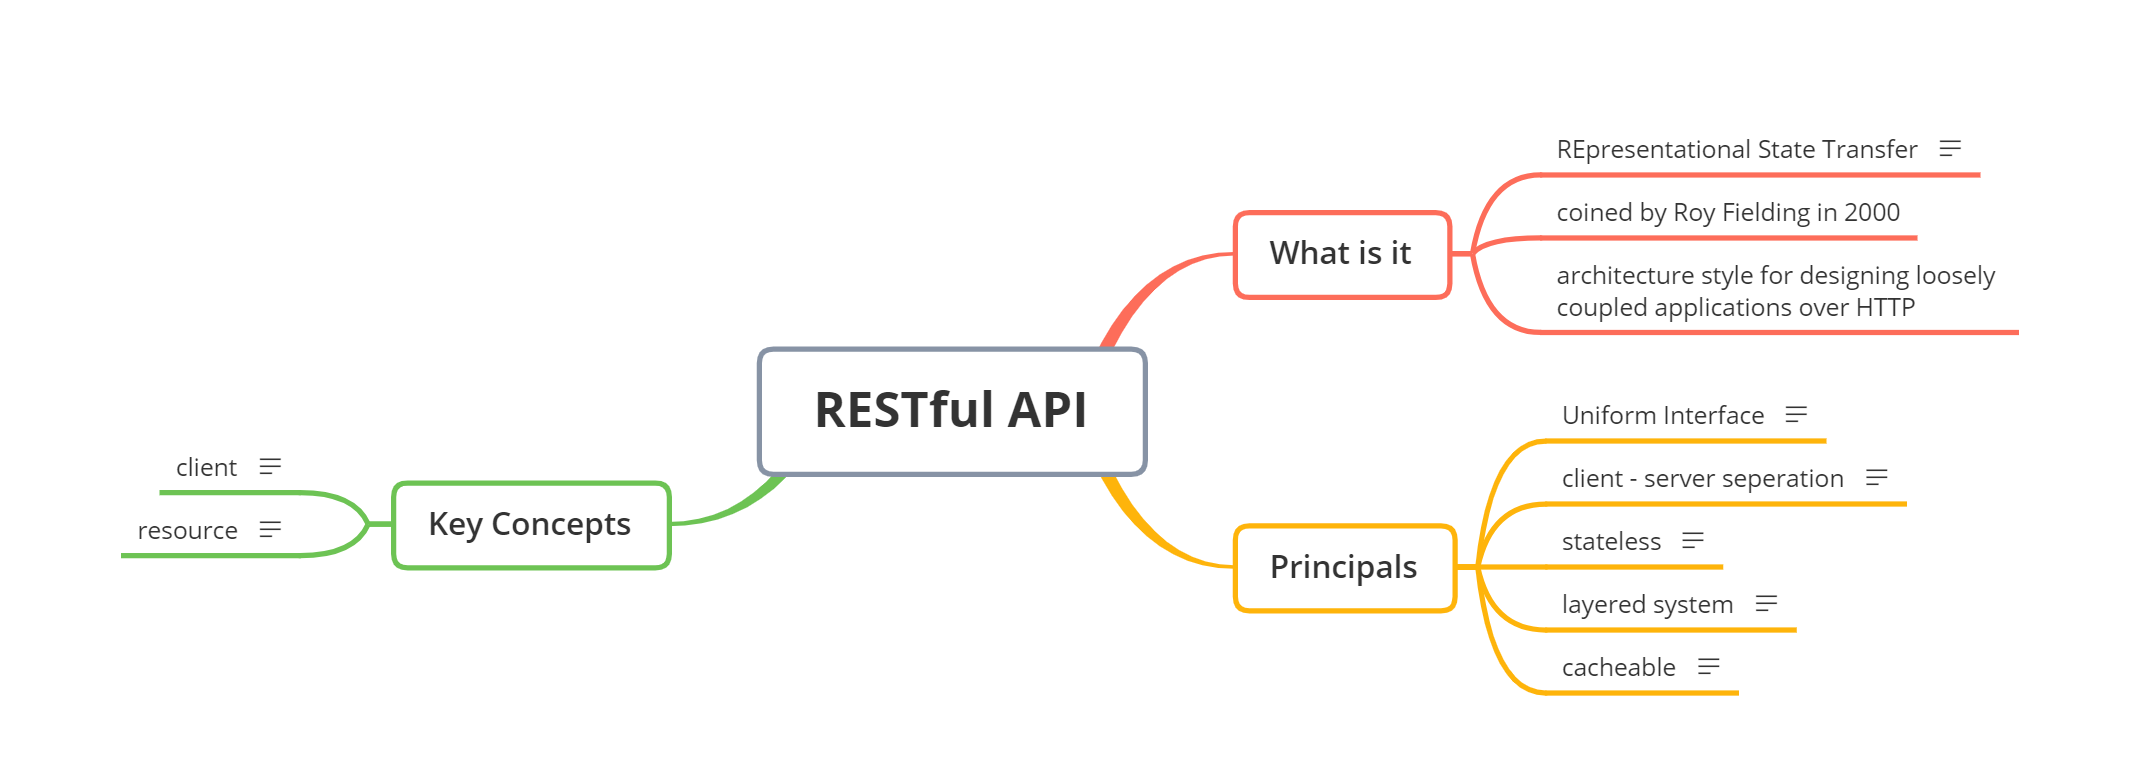 RESTful API
What is it
REpresentational State Transfer
coined by Roy Fielding in 2000
architecture style for designing loosely
coupled applications over HTTP
Principals
Uniform Interface
client - server seperation
stateless
layered system
cacheable
Key Concepts
client
resource